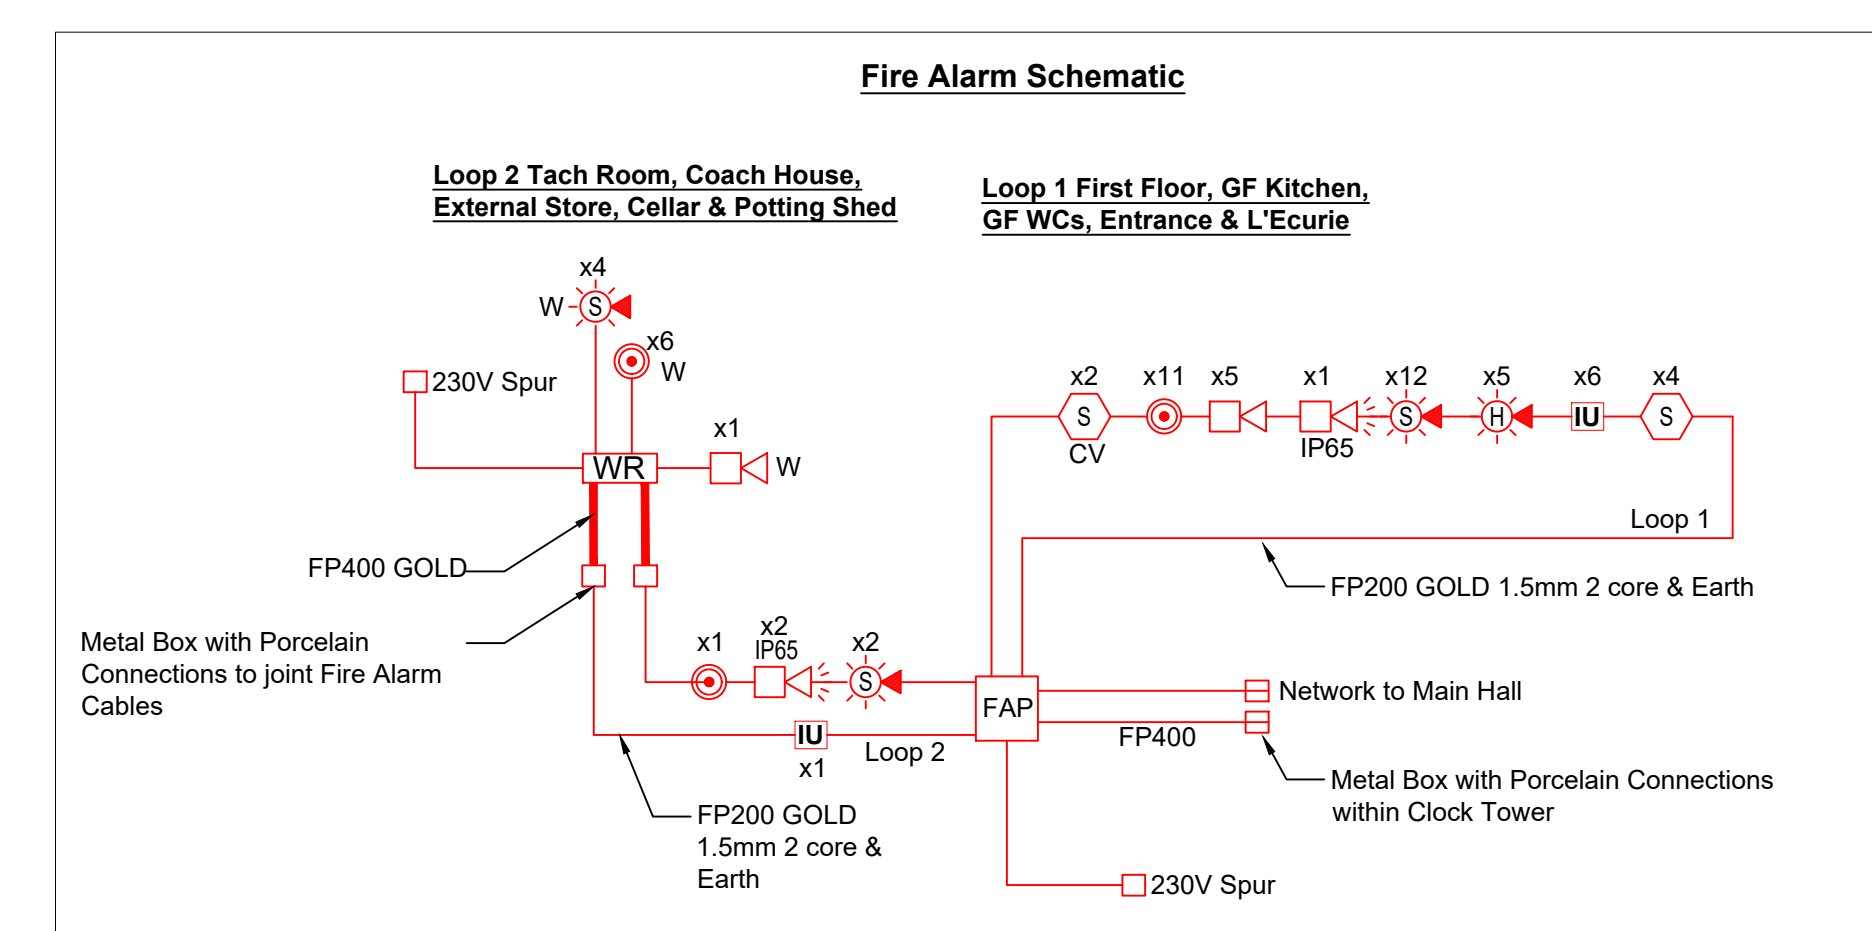 Fire Alarm Schematic
Loop 2 Tach Room, Coach House,
External Store, Cellar & Potting Shed
Loop 1 First Floor, GF Kitchen,
GF WCs, Entrance & L'Ecurie
x4
W
S
x6
W
230V Spur
x1
W
WR
x2
x11
x5
x1
x12
x5
x6
x4
S
S
H
IU
S
CV
IP65
Loop 1
FP400 GOLD
FP200 GOLD 1.5mm 2 core & Earth
Metal Box with Porcelain
Connections to joint Fire Alarm
Cables
x1
x2
IP65
x2
S
FAP
Network to Main Hall
FP400
IU
x1
Loop 2
Metal Box with Porcelain Connections
within Clock Tower
FP200 GOLD
1.5mm 2 core &
Earth
230V Spur